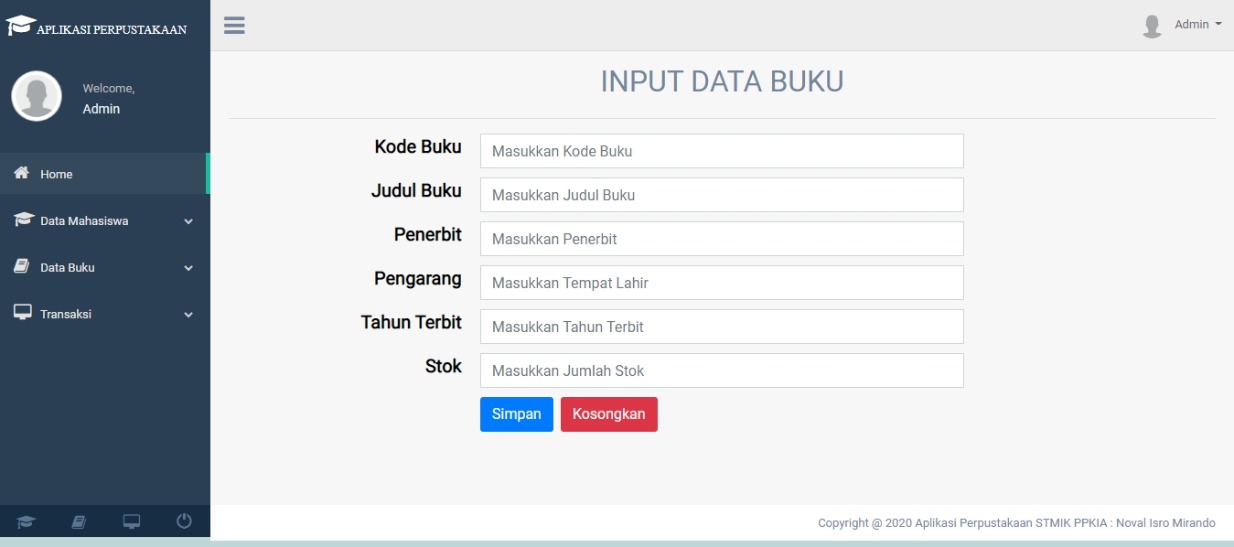 APLIKASI PERPUSTAKAAN
Admin
Welcome,
Admin
Home
Data Mahasiswa
Data Buku
Transaksi
INPUT DATA BUKU
Kode Buku Masukkan Kode Buku
Judul Buku Masukkan Judul Buku
Penerbit Masukkan Penerbit
Pengarang Masukkan Tempat Lahir
Tahun Terbit Masukkan Tahun Terbit
Stok Masukkan Jumlah Stok
Simpan Kosongkan
Copyright @ 2020 Aplikasi Perpustakaan STMIK PPKIA : Noval Isro Mirando